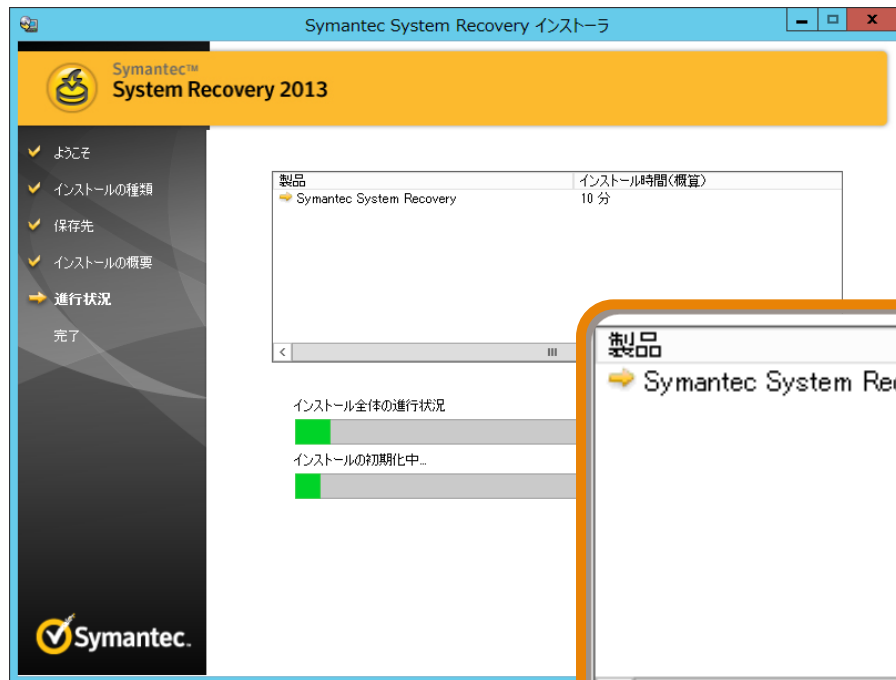 Symantec System Recovery インストーラ
Symantec™
System Recovery 2013
ようこそ
インストールの種類
保存先
インストールの概要
進行状況
完了
製品 インストール時間(概算)
Symantec System Recovery 10 分
インストール全体の進行状況
インストールの初期化中...
製品
Symantec System Rec
Symantec.